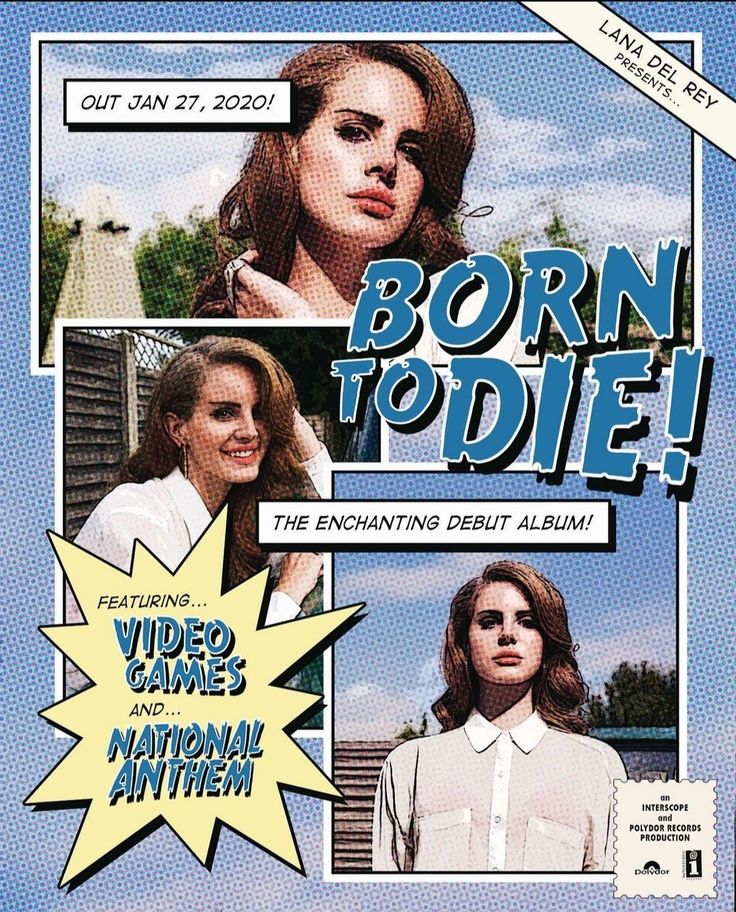 LANA DEL REY
PRESENTS...
OUT JAN 27, 2020!
BORN
TO DIE!
THE ENCHANTING DEBUT ALBUM!
FEATURING...
VIDEO
GAMES
AND...
NATIONAL
ANTHEM
an
INTERSCOPE
and
POLYDOR RECORDS
PRODUCTION
polydor
INTERSCOPE
i